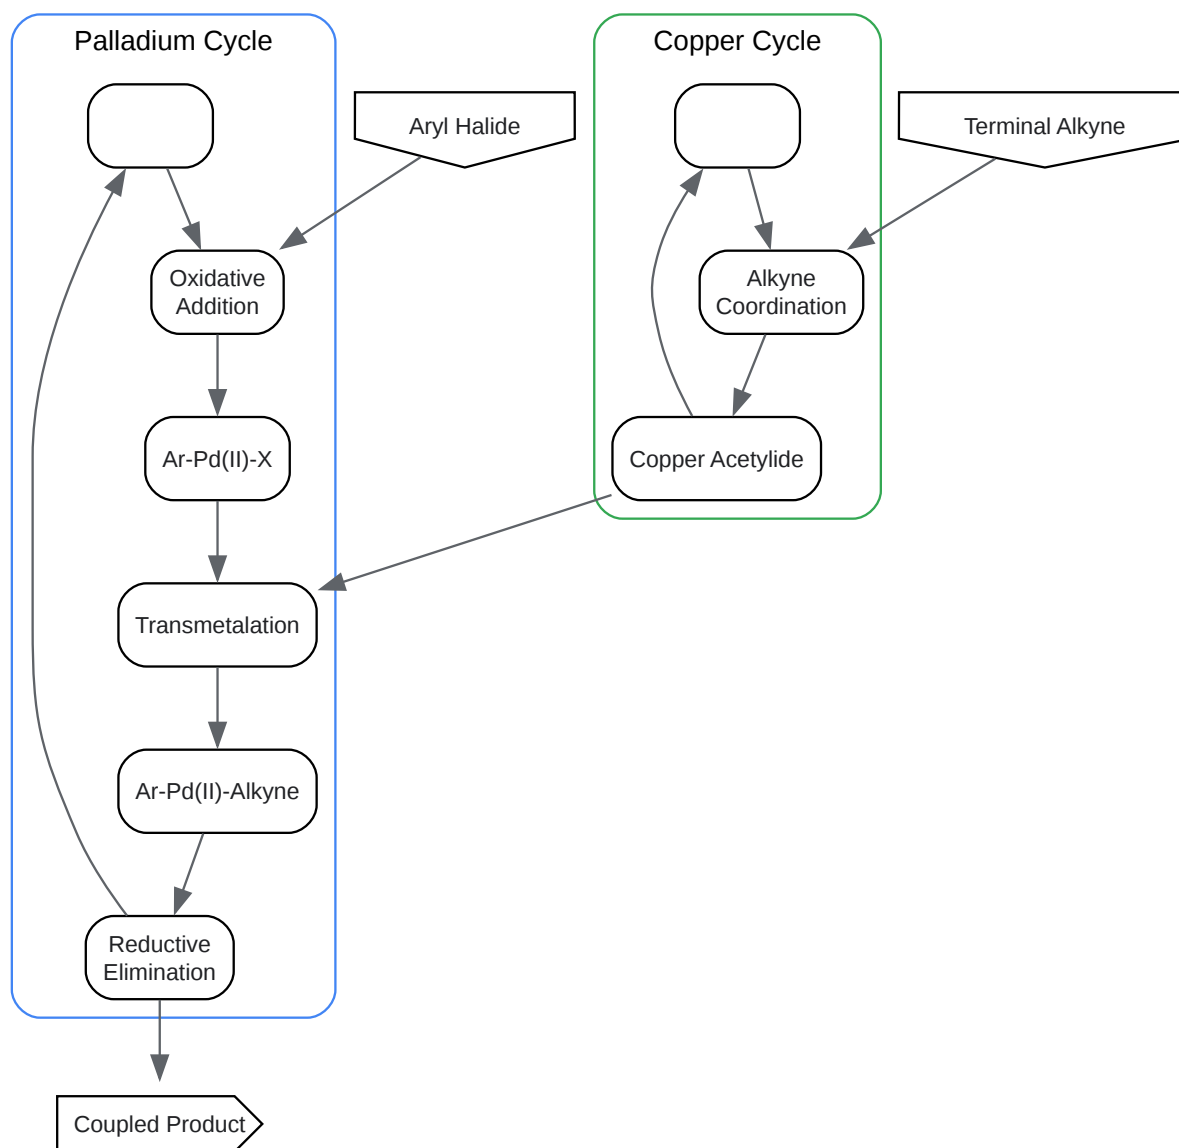 Palladium Cycle
Copper Cycle
Aryl Halide
Terminal Alkyne
Oxidative
Addition
Alkyne
Coordination
Ar-Pd(II)-X
Copper Acetylide
Transmetalation
Ar-Pd(II)-Alkyne
Reductive
Elimination
Coupled Product